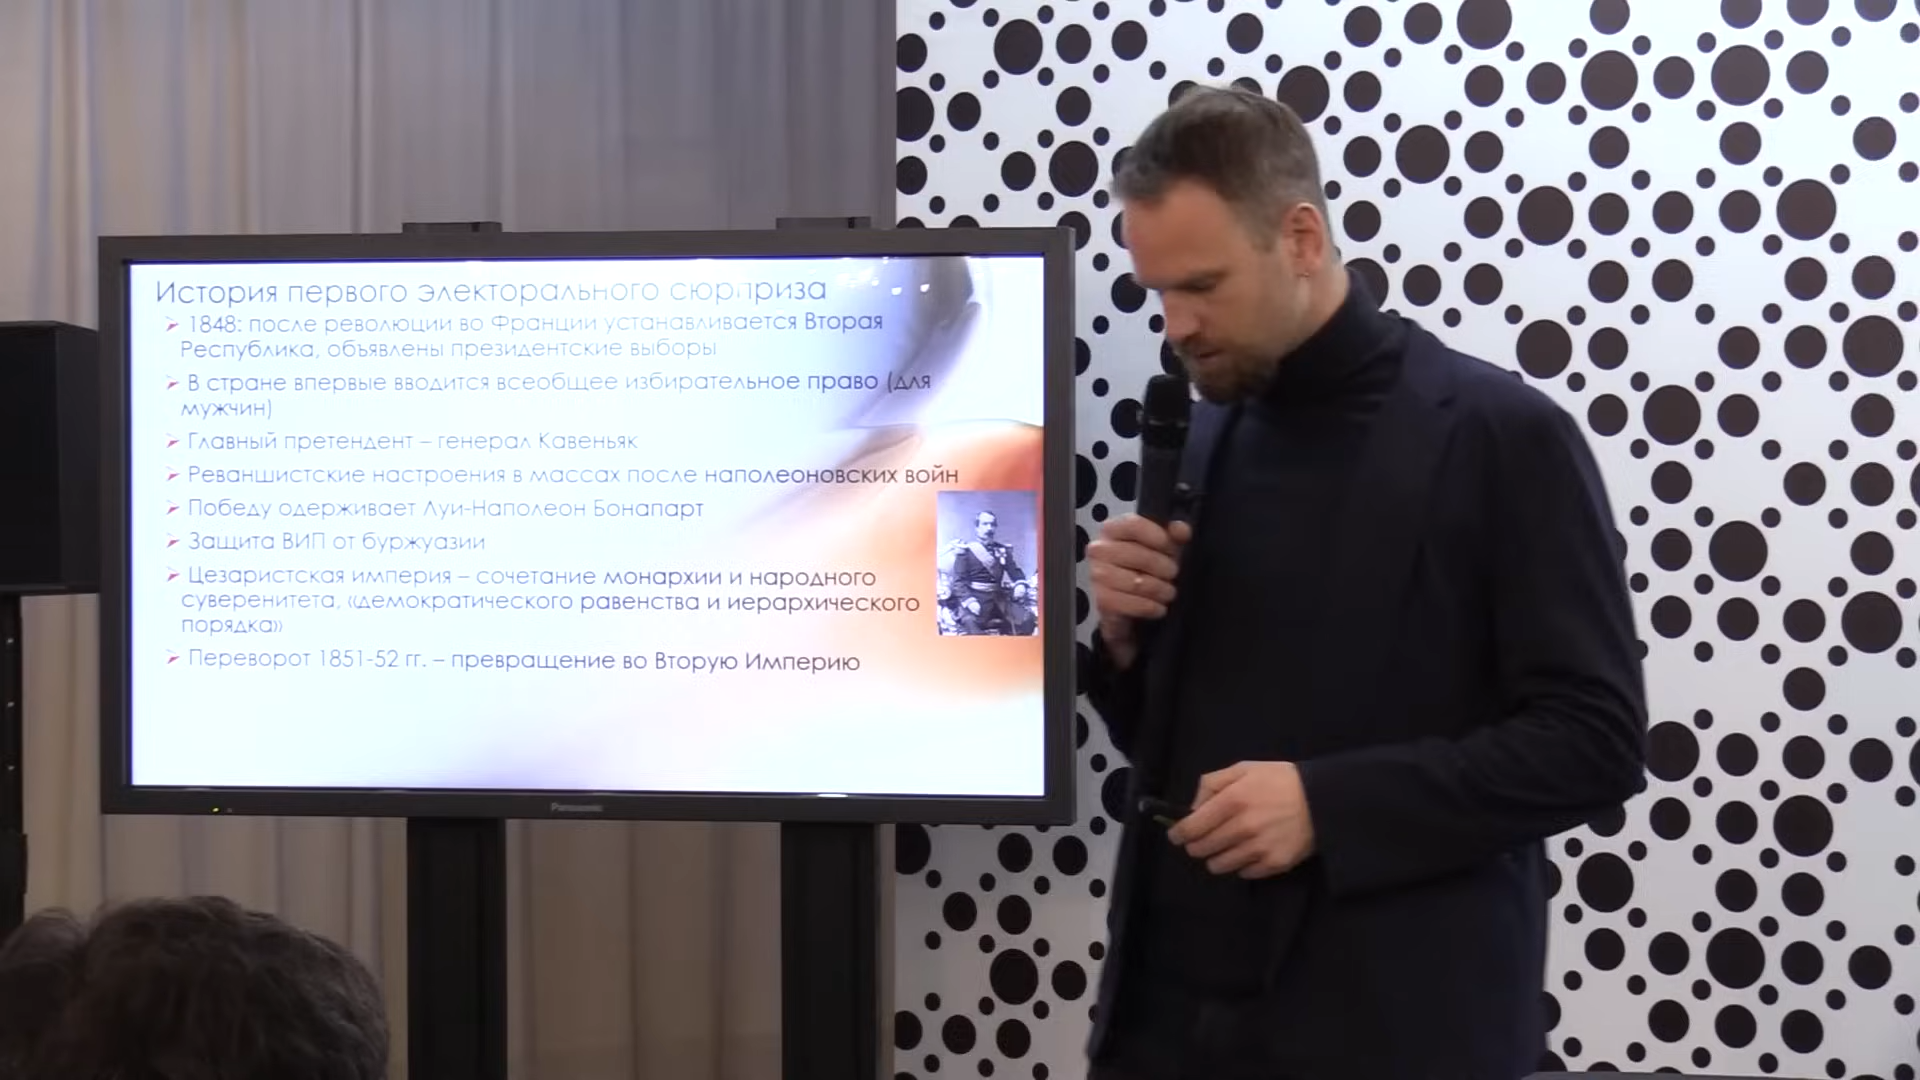 История первого электорального сюрприза
1848: после революции во Франции устанавливается Вторая
Республика, объявлены президентские выборы
В стране впервые вводится всеобщее избирательное право (для
мужчин)
Главный претендент – генерал Кавеньяк
Реваншистские настроения в массах после наполеоновских войн
Победу одерживает Луи-Наполеон Бонапарт
Защита ВИП от буржуазии
Цезаристская империя – сочетание монархии и народного
суверенитета, «демократического равенства и иерархического
порядка»
Переворот 1851-52 гг. – превращение во Вторую Империю
Panasonic